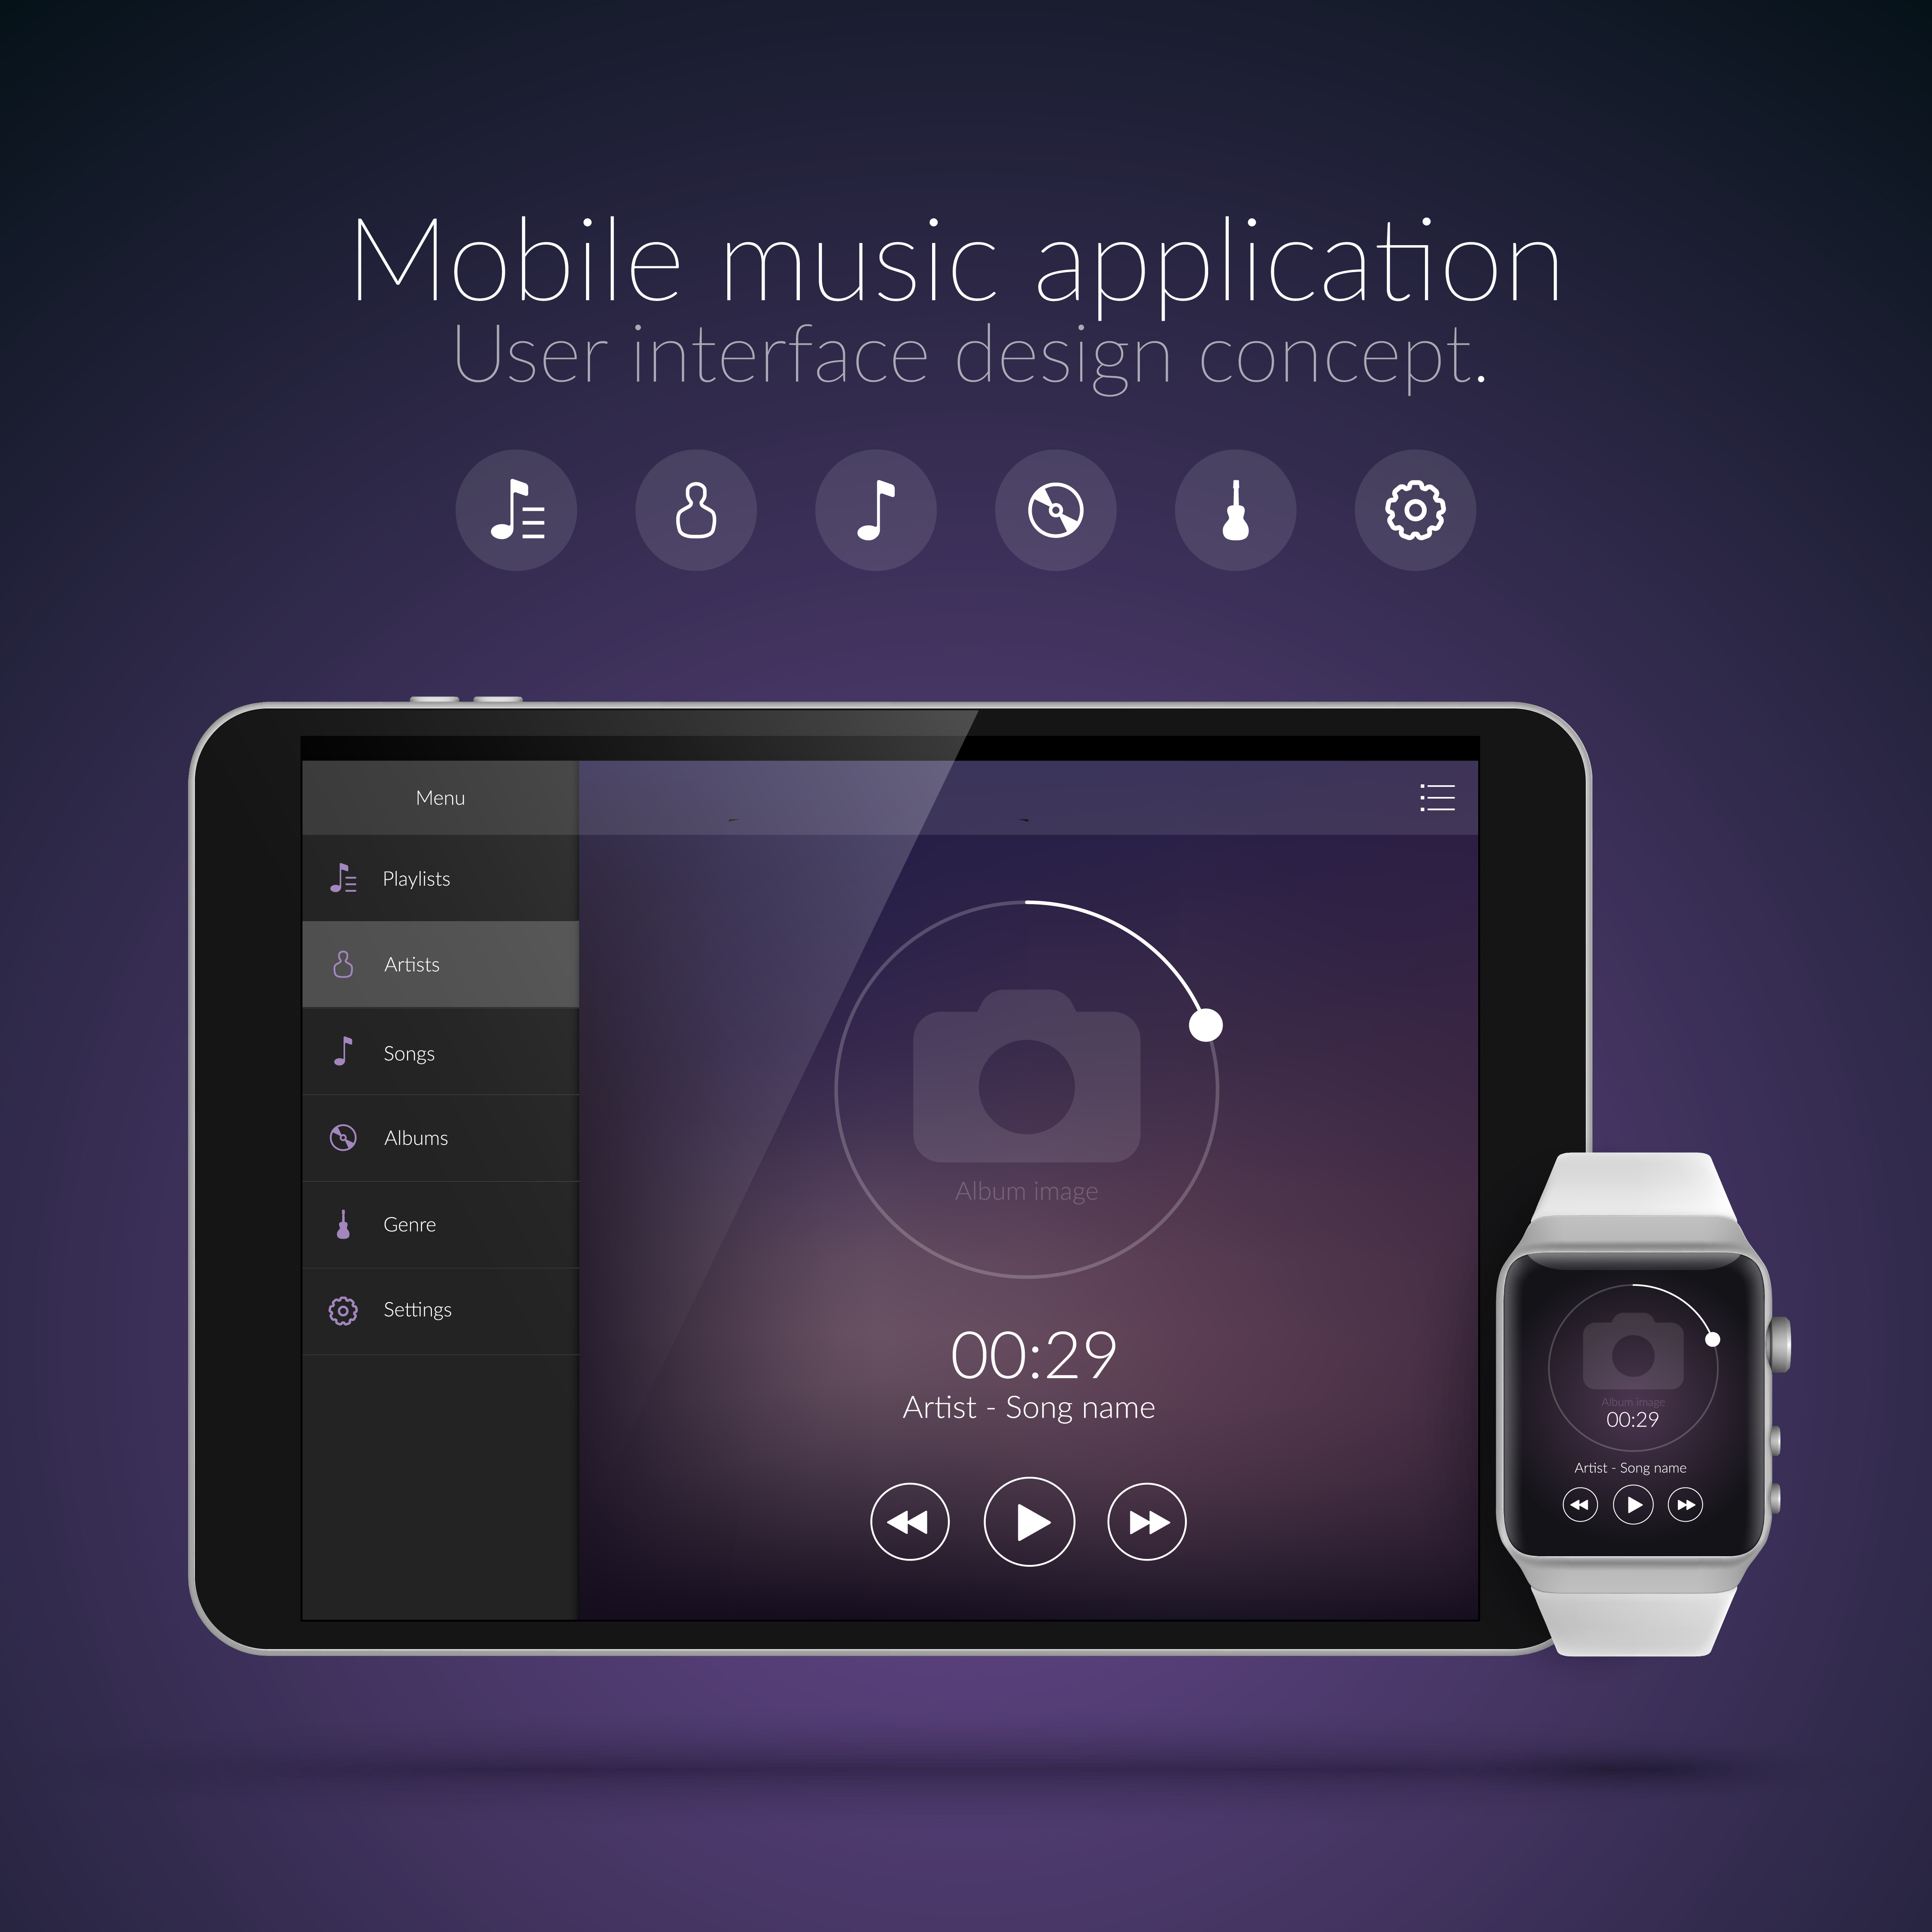 Mobile music application
User interface design concept.
Menu
Playlists
Artists
Songs
Albums
Genre
Settings
Album image
00:29
Artist - Song name
Album image
00:29
Artist - Song name